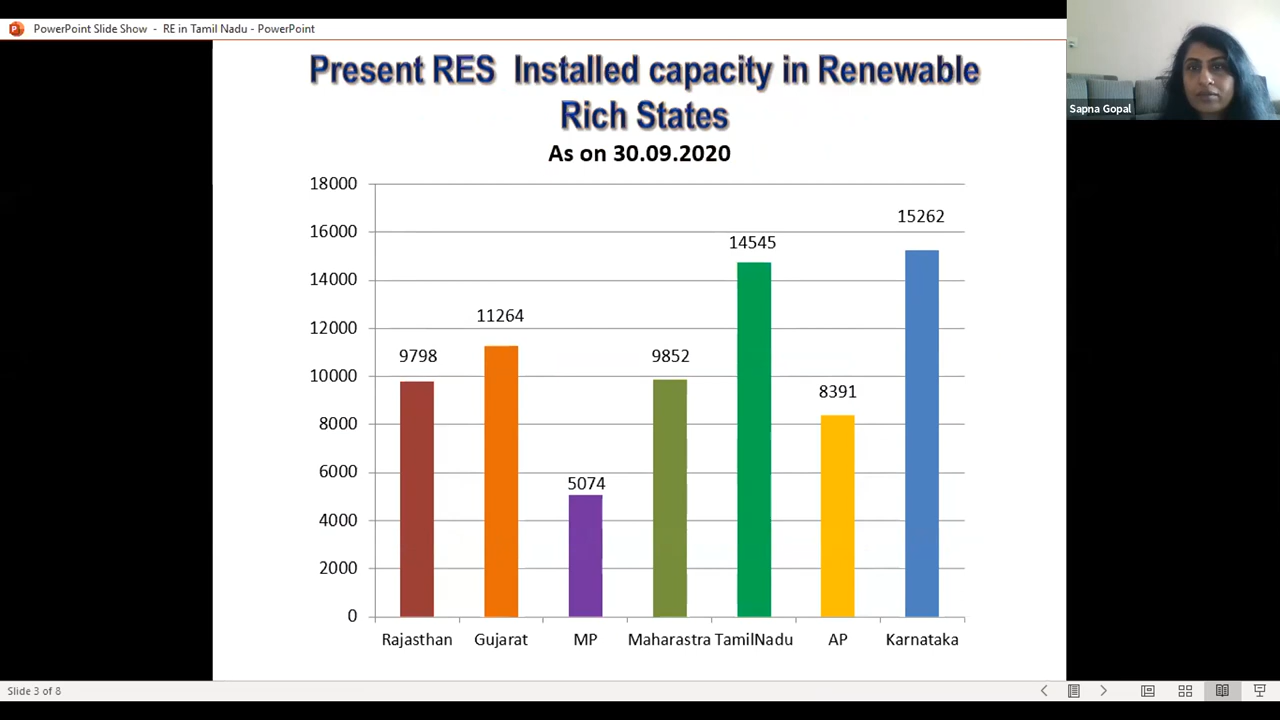 PowerPoint Slide Show - RE in Tamil Nadu - PowerPoint
Sapna Gopal
Present RES Installed capacity in Renewable
Rich States
As on 30.09.2020
18000
16000
14000
12000
10000
8000
6000
4000
2000
0
9798
11264
5074
9852
14545
8391
15262
Rajasthan Gujarat MP Maharastra TamilNadu AP Karnataka
Slide 3 of 8